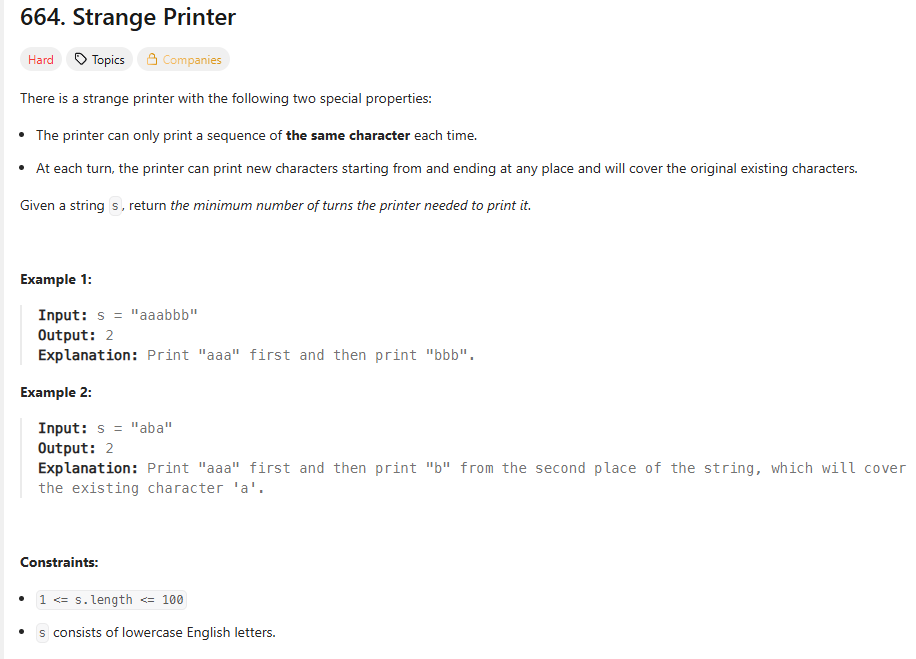 664. Strange Printer
Hard Topics Companies
There is a strange printer with the following two special properties:
• The printer can only print a sequence of the same character each time.
• At each turn, the printer can print new characters starting from and ending at any place and will cover the original existing characters.
Given a string s, return the minimum number of turns the printer needed to print it.
Example 1:
Input: s = "aaabbb"
Output: 2
Explanation: Print "aaa" first and then print "bbb".
Example 2:
Input: s = "aba"
Output: 2
Explanation: Print "aaa" first and then print "b" from the second place of the string, which will cover
the existing character 'a'.
Constraints:
• 1 <= s.length <= 100
• s consists of lowercase English letters.